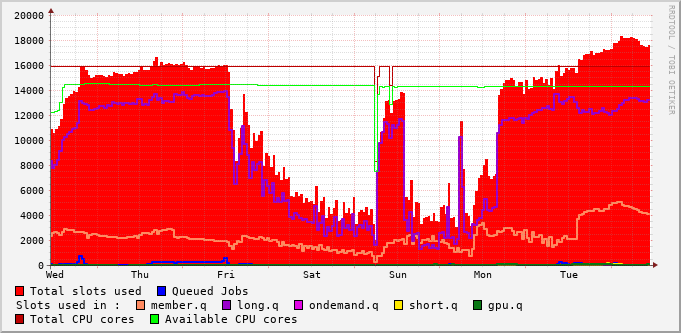 20000
18000
16000
14000
12000
10000
8000
6000
4000
2000
0
Wed Thu Fri Sat Sun Mon Tue
Total slots used Queued Jobs
Slots used in : member.q long.q ondemand.q short.q gpu.q
Total CPU cores Available CPU cores
RRDTOOL / TOBI OETIKER